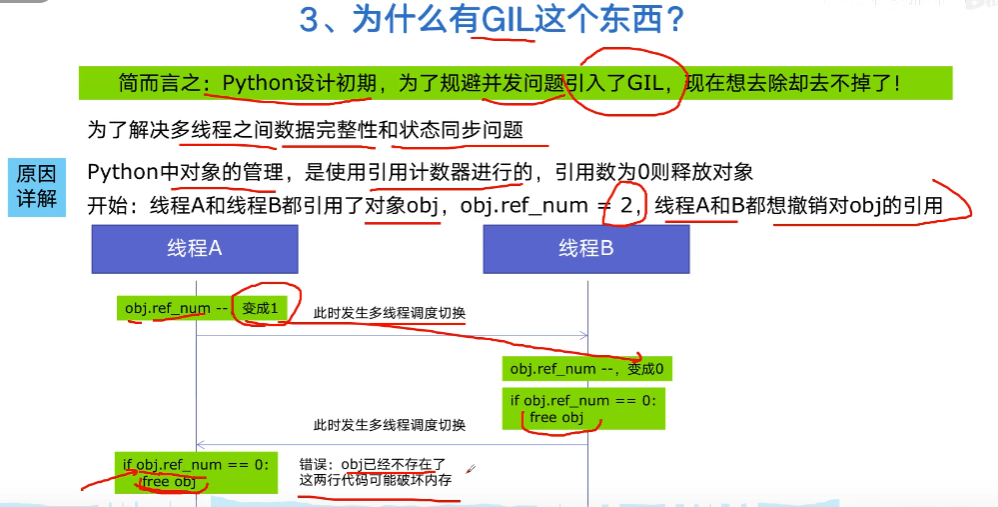 3、为什么有GIL这个东西？
简而言之：Python设计初期，为了规避并发问题引入了GIL，现在想去除却去不掉了！
为了解决多线程之间数据完整性和状态同步问题
原因
详解
Python中对象的管理，是使用引用计数器进行的，引用数为0则释放对象
开始：线程A和线程B都引用了对象obj，obj.ref_num = 2，线程A和B都想撤销对obj的引用
线程A
线程B
obj.ref_num --，变成1
此时发生多线程调度切换
obj.ref_num --，变成0
if obj.ref_num == 0:
free obj
此时发生多线程调度切换
if obj.ref_num == 0:
free obj
错误：obj已经不存在了
这两行代码可能破坏内存